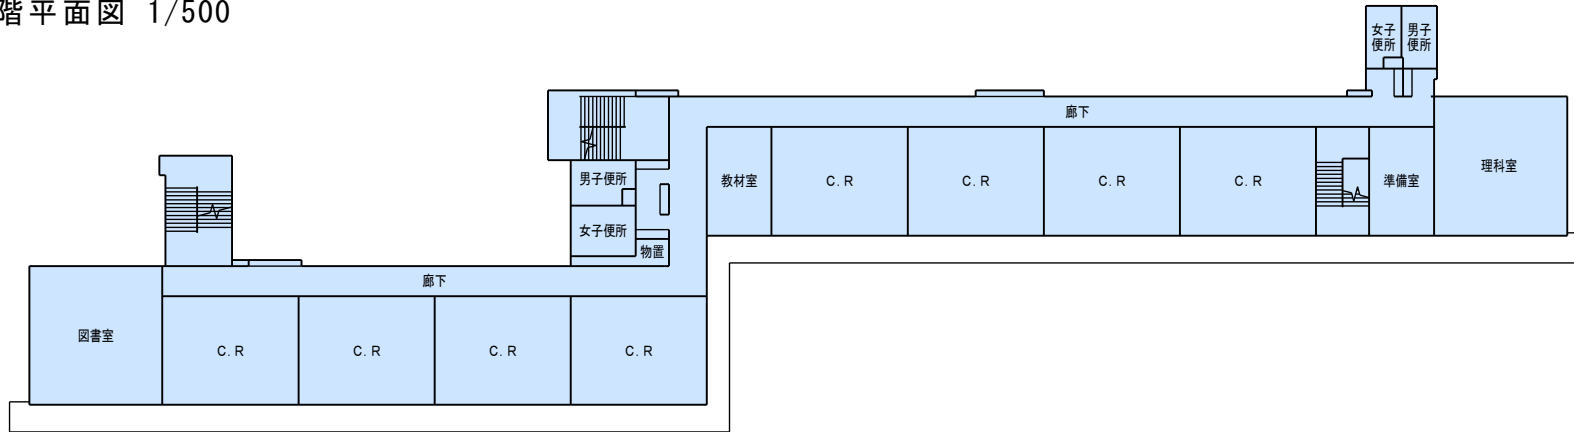 階平面図 1/500
女子
便所
男子
便所
廊下
男子便所
教材室
C.R
C.R
C.R
C.R
準備室
理科室
女子便所
物置
廊下
図書室
C.R
C.R
C.R
C.R